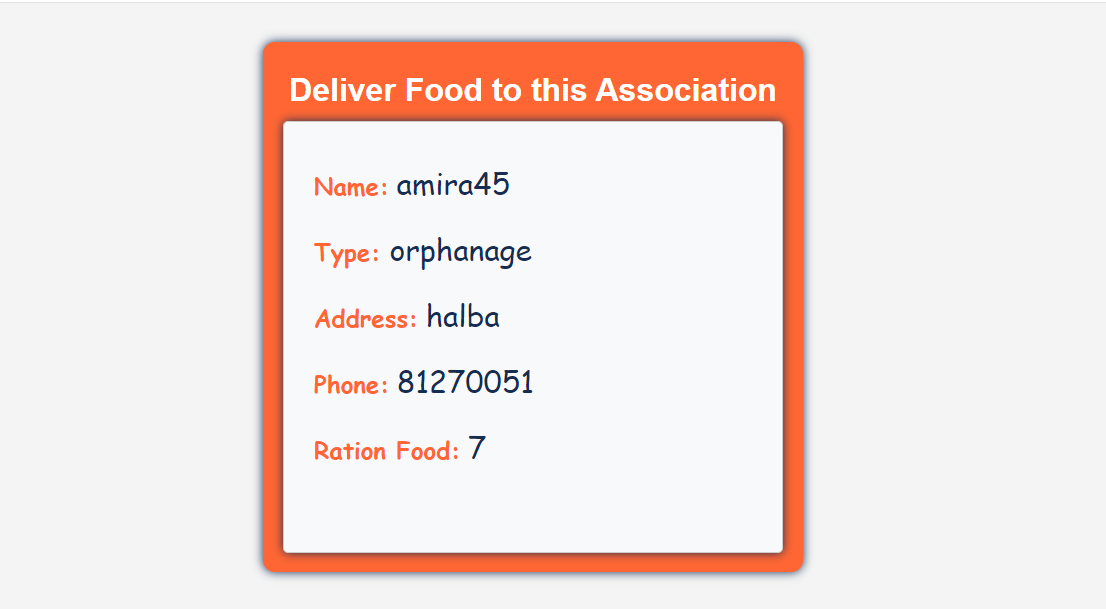 Deliver Food to this Association
Name: amira45
Type: orphanage
Address: halba
Phone: 81270051
Ration Food: 7